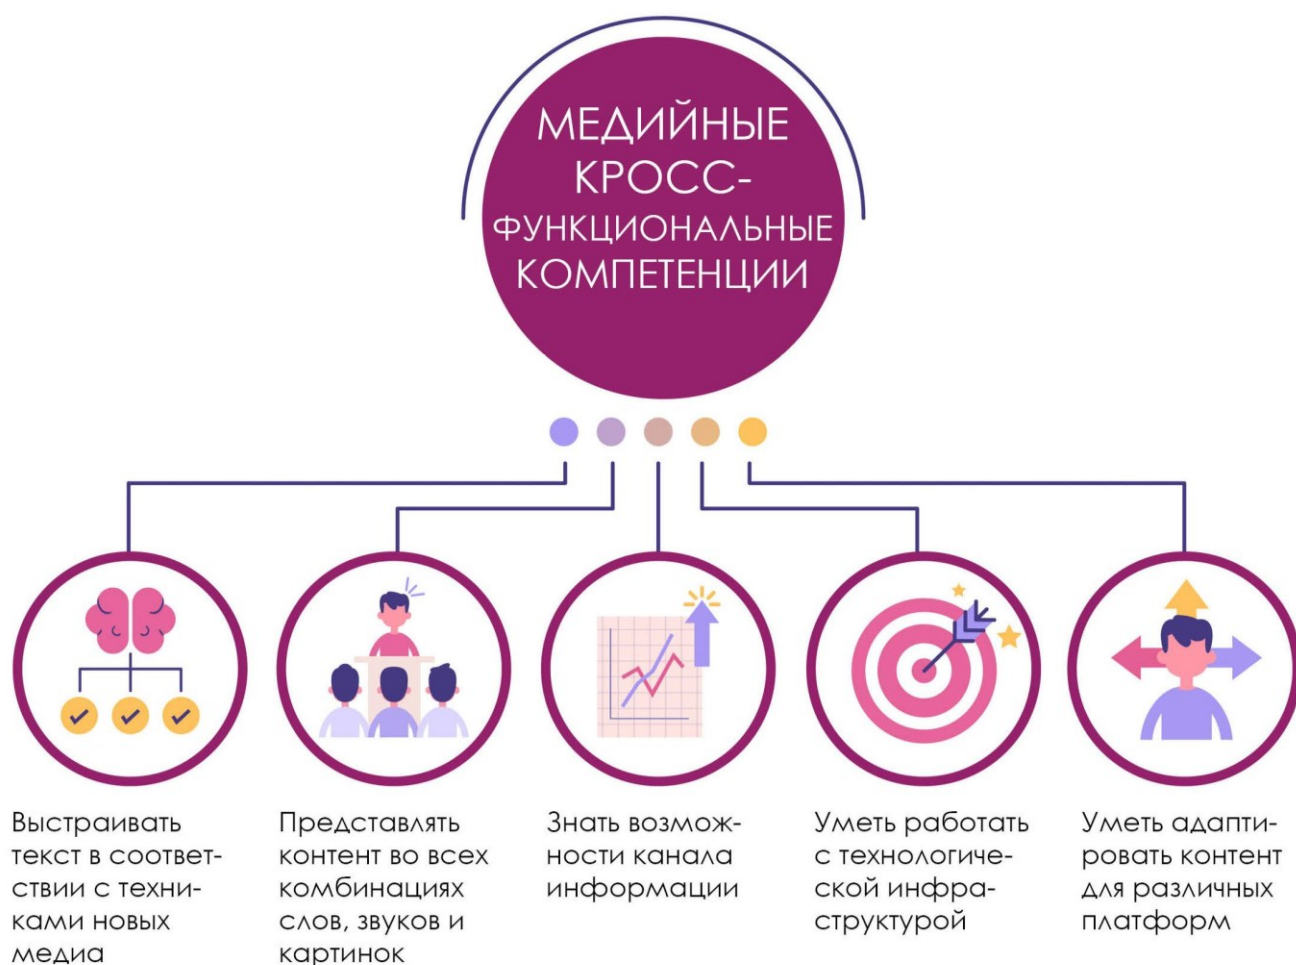 МЕДИЙНЫЕ
КРОСС-
ФУНКЦИОНАЛЬНЫЕ
КОМПЕТЕНЦИИ
Выстраивать
текст в соответ-
ствии с техни-
ками новых
медиа
Представлять
контент во всех
комбинациях
слов, звуков и
картинок
Знать возмож-
ности канала
информации
Уметь работать
с технологиче-
ской инфра-
структурой
Уметь адапти-
ровать контент
для различных
платформ